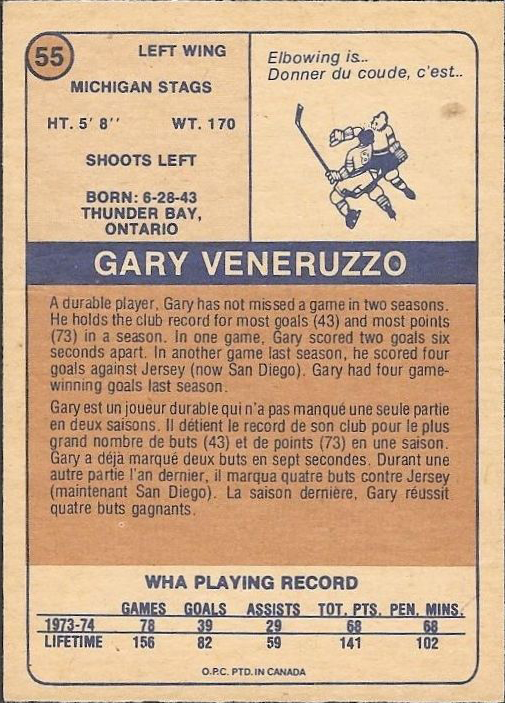 55
LEFT WING
MICHIGAN STAGS
HT. 5' 8'' WT. 170
SHOOTS LEFT
BORN: 6-28-43
THUNDER BAY,
ONTARIO
Elbowing is...
Donner du coude, c'est..
GARY VENERUZZO
A durable player, Gary has not missed a game in two seasons.
He holds the club record for most goals (43) and most points
(73) in a season. In one game, Gary scored two goals six
seconds apart. In another game last season, he scored four
goals against Jersey (now San Diego). Gary had four game-
winning goals last season.
Gary est un joueur durable qui n'a pas manqué une seule partie
en deux saisons. Il détient le record de son club pour le plus
grand nombre de buts (43) et de points (73) en une saison.
Gary a déjà marqué deux buts en sept secondes. Durant une
autre partie l'an dernier, il marqua quatre buts contre Jersey
(maintenant San Diego). La saison dernière, Gary réussit
quatre buts gagnants.
WHA PLAYING RECORD
GAMES GOALS ASSISTS TOT. PTS. PEN. MINS.
1973-74 78 39 29 68 68
LIFETIME 156 82 59 141 102
O.P.C. PTD. IN CANADA